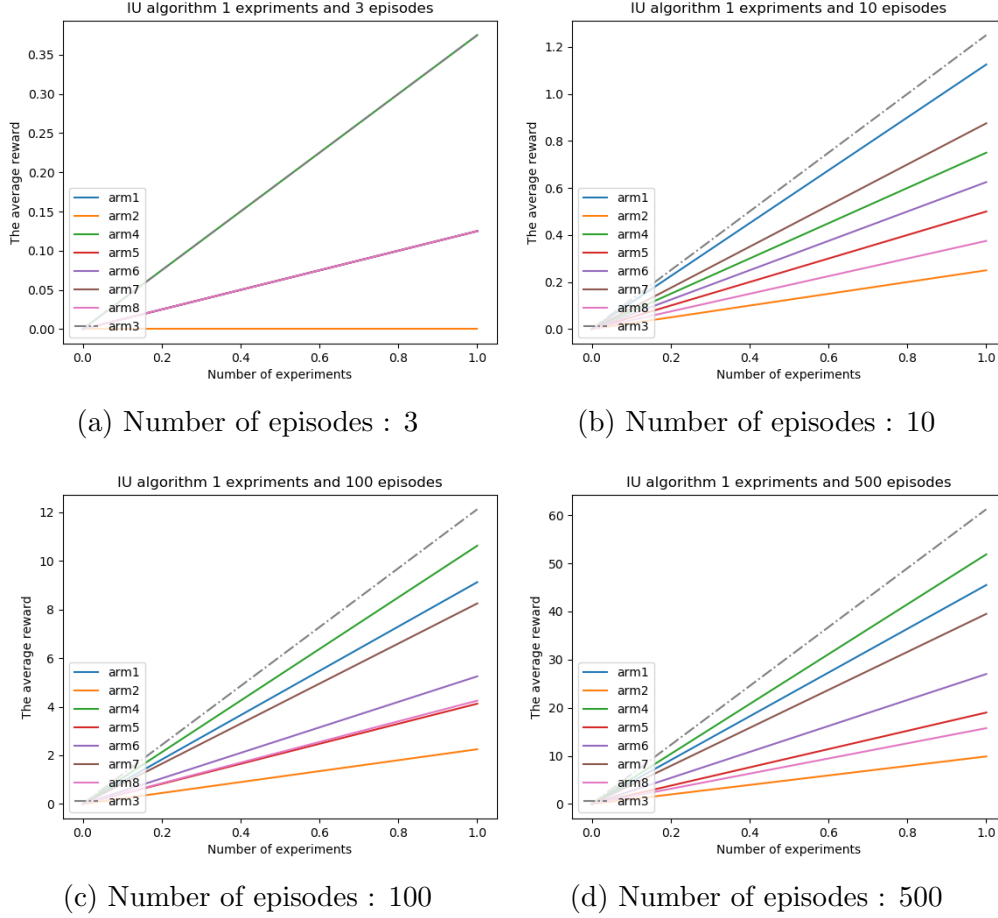 IU algorithm 1 expriments and 3 episodes
The average reward
0.35
0.30
0.25
0.20
0.15
0.10
0.05
0.00
arm1
arm2
arm4
arm5
arm6
arm7
arm8
arm3
0.0 0.2 0.4 0.6 0.8 1.0
Number of experiments
(a) Number of episodes : 3
IU algorithm 1 expriments and 10 episodes
The average reward
1.2
1.0
0.8
0.6
0.4
0.2
0.0
arm1
arm2
arm4
arm5
arm6
arm7
arm8
arm3
0.0 0.2 0.4 0.6 0.8 1.0
Number of experiments
(b) Number of episodes : 10
IU algorithm 1 expriments and 100 episodes
The average reward
12
10
8
6
4
2
0
arm1
arm2
arm4
arm5
arm6
arm7
arm8
arm3
0.0 0.2 0.4 0.6 0.8 1.0
Number of experiments
(c) Number of episodes : 100
IU algorithm 1 expriments and 500 episodes
The average reward
60
50
40
30
20
10
0
arm1
arm2
arm4
arm5
arm6
arm7
arm8
arm3
0.0 0.2 0.4 0.6 0.8 1.0
Number of experiments
(d) Number of episodes : 500